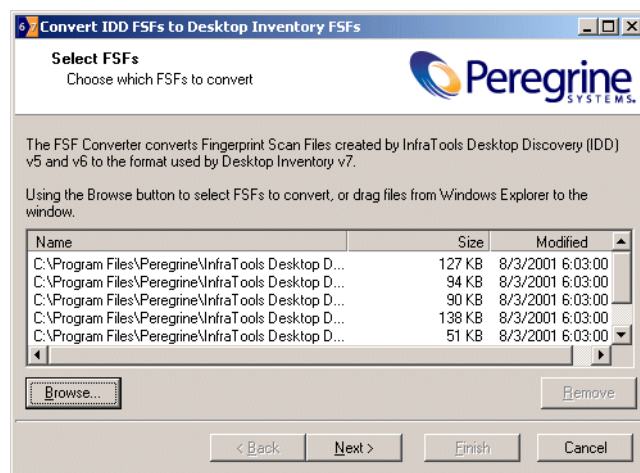 6 7 Convert IDD FSFs to Desktop Inventory FSFs
Select FSFs
Choose which FSFs to convert
Peregrine
SYSTEMS.
The FSF Converter converts Fingerprint Scan Files created by InfraTools Desktop Discovery (IDD)
v5 and v6 to the format used by Desktop Inventory v7.
Using the Browse button to select FSFs to convert, or drag files from Windows Explorer to the
window.
Name Size Modified
C:\Program Files\Peregrine\InfraTools Desktop D... 127 KB 8/3/2001 6:03:00
C:\Program Files\Peregrine\InfraTools Desktop D... 94 KB 8/3/2001 6:03:00
C:\Program Files\Peregrine\InfraTools Desktop D... 90 KB 8/3/2001 6:03:00
C:\Program Files\Peregrine\InfraTools Desktop D... 138 KB 8/3/2001 6:03:00
C:\Program Files\Peregrine\InfraTools Desktop D... 51 KB 8/3/2001 6:03:00
Browse... Remove
< Back Next > Finish Cancel